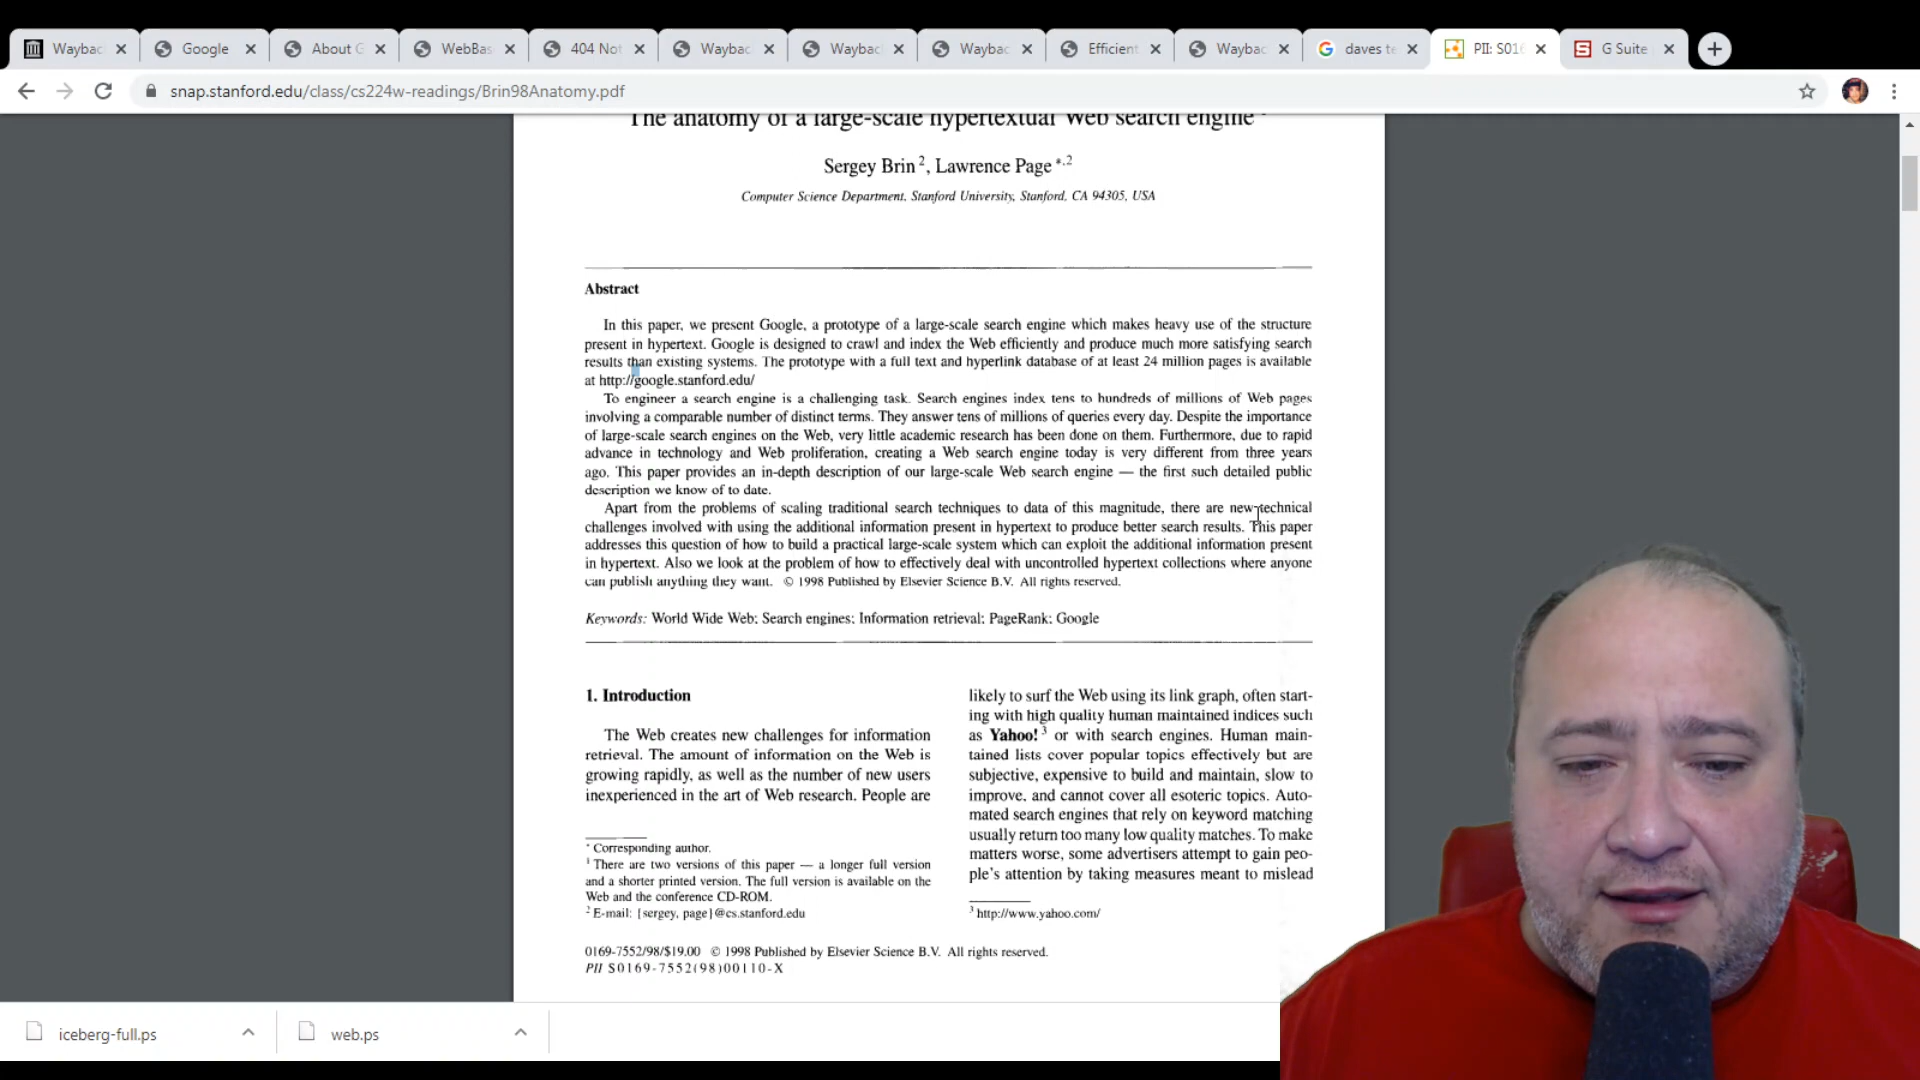 Waybac
Google
About G
WebBas
404 Not
Waybac
Waybac
Waybac
Efficient
Waybac
daves te
PII: S016
G Suite
snap.stanford.edu/class/cs224w-readings/Brin98Anatomy.pdf
The anatomy of a large-scale hypertextual Web search engine
Sergey Brin 2, Lawrence Page *,2
Computer Science Department, Stanford University, Stanford, CA 94305, USA
Abstract
In this paper, we present Google, a prototype of a large-scale search engine which makes heavy use of the structure
present in hypertext. Google is designed to crawl and index the Web efficiently and produce much more satisfying search
results than existing systems. The prototype with a full text and hyperlink database of at least 24 million pages is available
at http://google.stanford.edu/
To engineer a search engine is a challenging task. Search engines index tens to hundreds of millions of Web pages
involving a comparable number of distinct terms. They answer tens of millions of queries every day. Despite the importance
of large-scale search engines on the Web, very little academic research has been done on them. Furthermore, due to rapid
advance in technology and Web proliferation, creating a Web search engine today is very different from three years
ago. This paper provides an in-depth description of our large-scale Web search engine — the first such detailed public
description we know of to date.
Apart from the problems of scaling traditional search techniques to data of this magnitude, there are new technical
challenges involved with using the additional information present in hypertext to produce better search results. This paper
addresses this question of how to build a practical large-scale system which can exploit the additional information present
in hypertext. Also we look at the problem of how to effectively deal with uncontrolled hypertext collections where anyone
can publish anything they want. © 1998 Published by Elsevier Science B.V. All rights reserved.
Keywords: World Wide Web; Search engines; Information retrieval; PageRank; Google
1. Introduction
The Web creates new challenges for information
retrieval. The amount of information on the Web is
growing rapidly, as well as the number of new users
inexperienced in the art of Web research. People are
* Corresponding author.
1 There are two versions of this paper — a longer full version
and a shorter printed version. The full version is available on the
Web and the conference CD-ROM.
2 E-mail: {sergey, page}@cs.stanford.edu
likely to surf the Web using its link graph, often start-
ing with high quality human maintained indices such
as Yahoo! 3 or with search engines. Human main-
tained lists cover popular topics effectively but are
subjective, expensive to build and maintain, slow to
improve, and cannot cover all esoteric topics. Auto-
mated search engines that rely on keyword matching
usually return too many low quality matches. To make
matters worse, some advertisers attempt to gain peo-
ple's attention by taking measures meant to mislead
3 http://www.yahoo.com/
0169-7552/98/$19.00 © 1998 Published by Elsevier Science B.V. All rights reserved.
PII S0169-7552(98)00110-X
iceberg-full.ps
web.ps